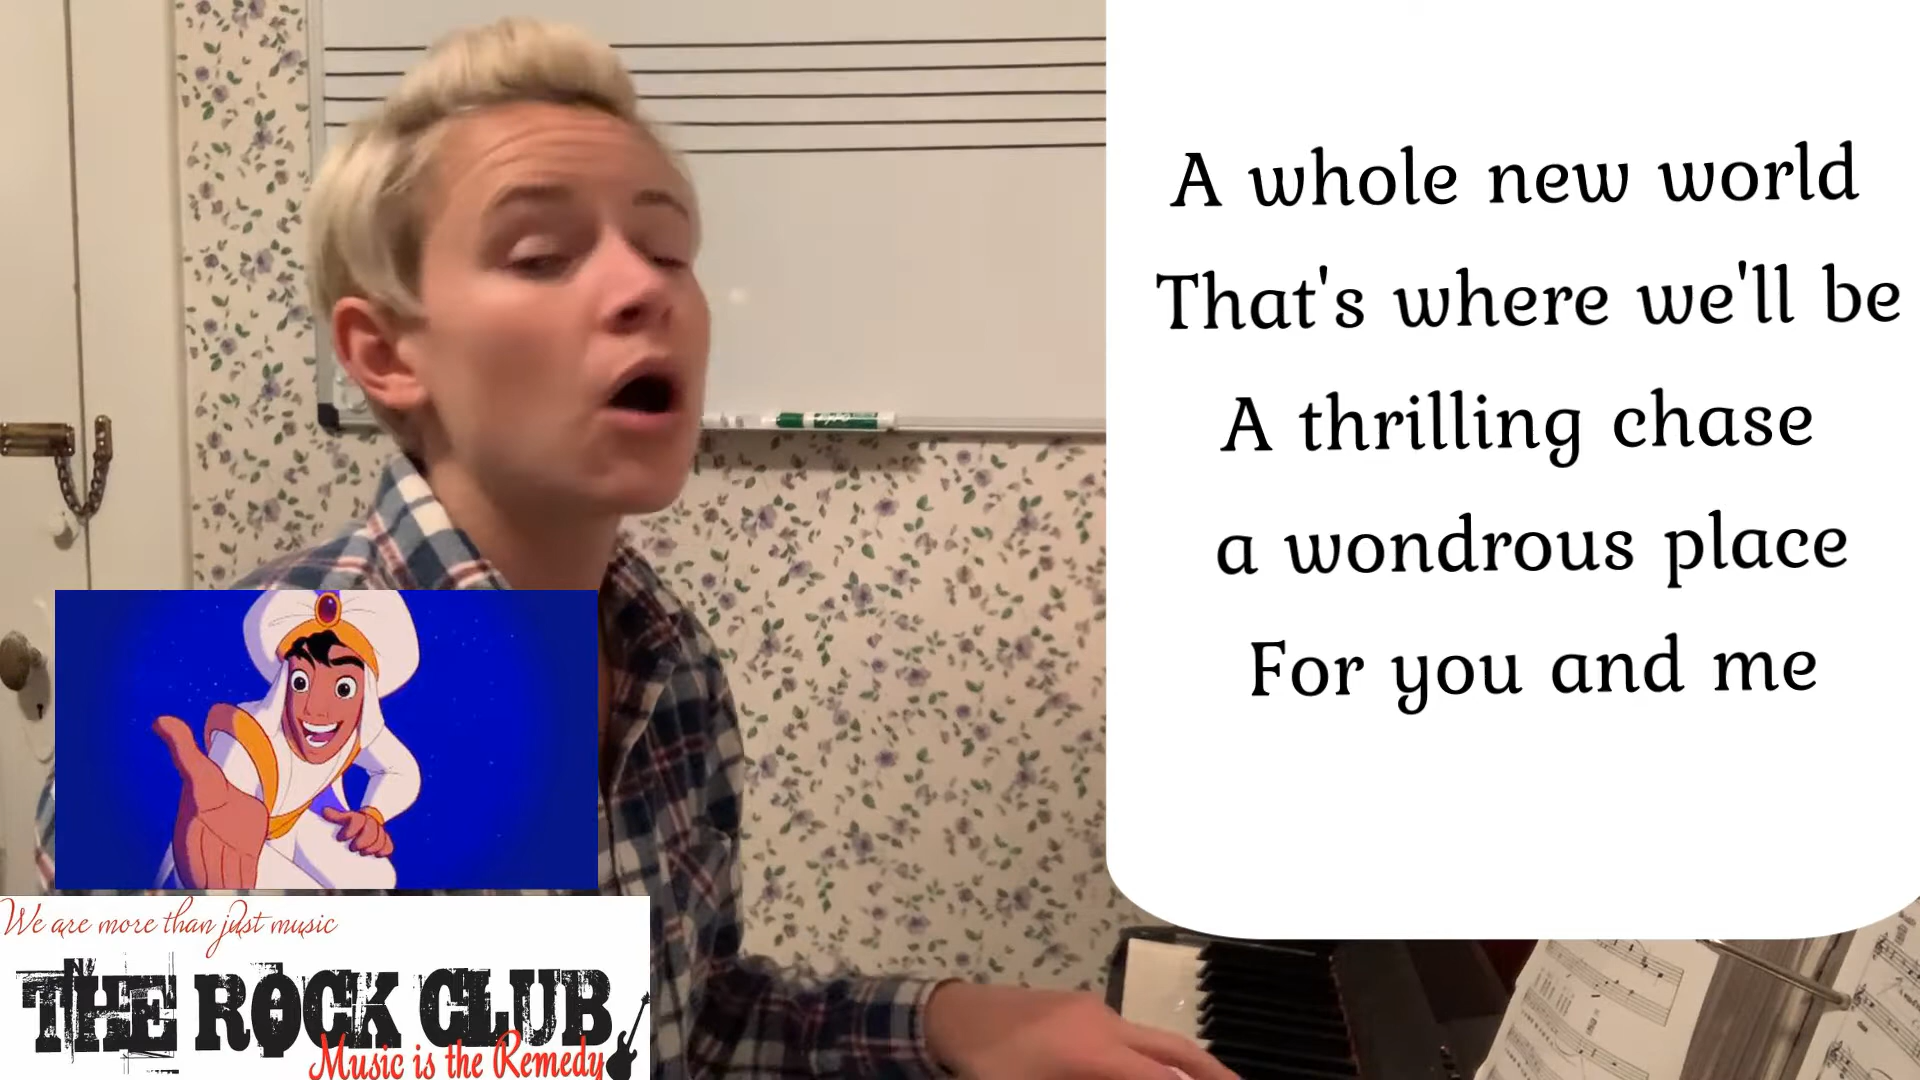 A whole new world
That's where we'll be
A thrilling chase
a wondrous place
For you and me
We are more than just music
THE ROCK CLUB
Music is the Remedy